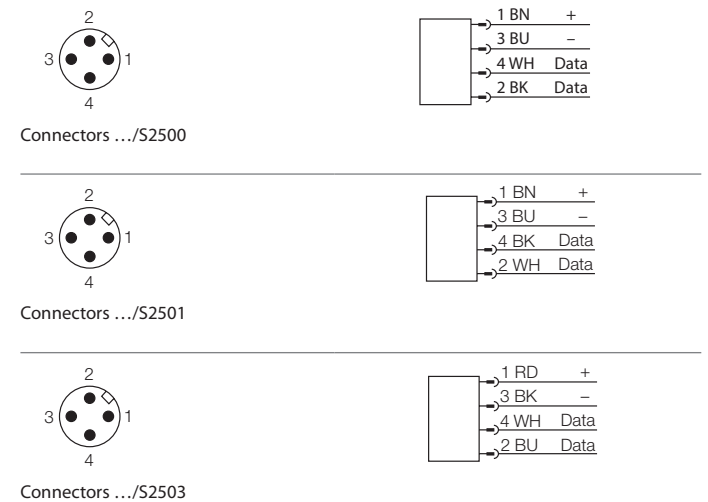 2
3 1
4
1 BN +
3 BU –
4 WH Data
2 BK Data
Connectors …/S2500
2
3 1
4
1 BN +
3 BU –
4 BK Data
2 WH Data
Connectors …/S2501
2
3 1
4
1 RD +
3 BK –
4 WH Data
2 BU Data
Connectors …/S2503